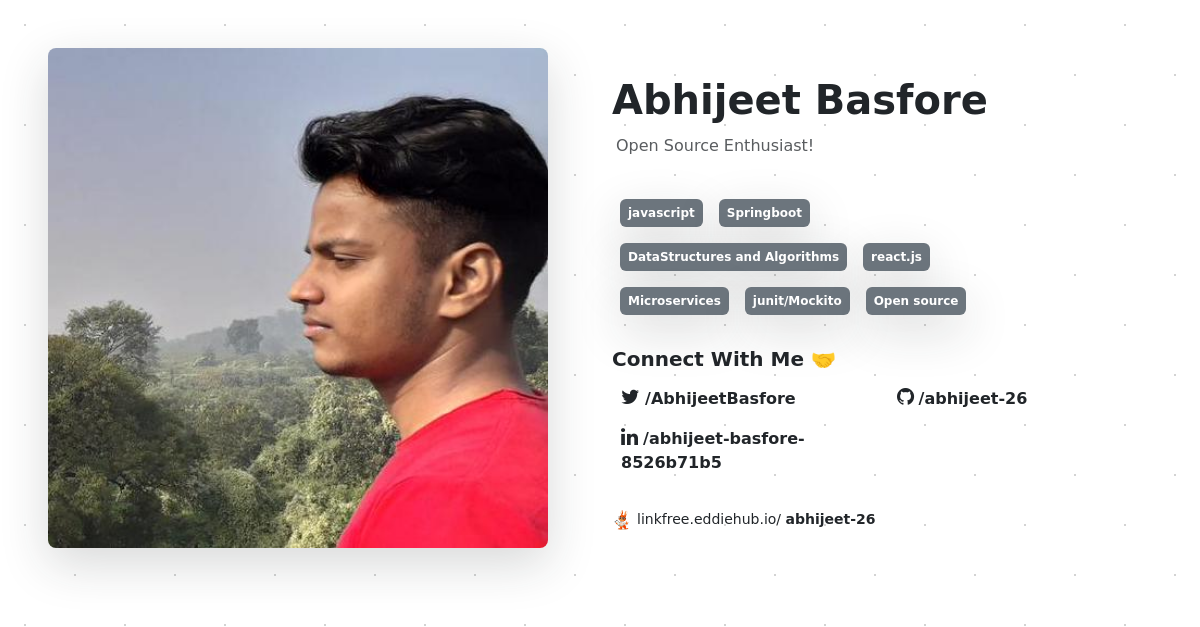 Abhijeet Basfore
Open Source Enthusiast!
javascript Springboot
DataStructures and Algorithms react.js
Microservices junit/Mockito Open source
Connect With Me 🤝
/AbhijeetBasfore /abhijeet-26
in /abhijeet-basfore-
8526b71b5
linkfree.eddiehub.io/ abhijeet-26